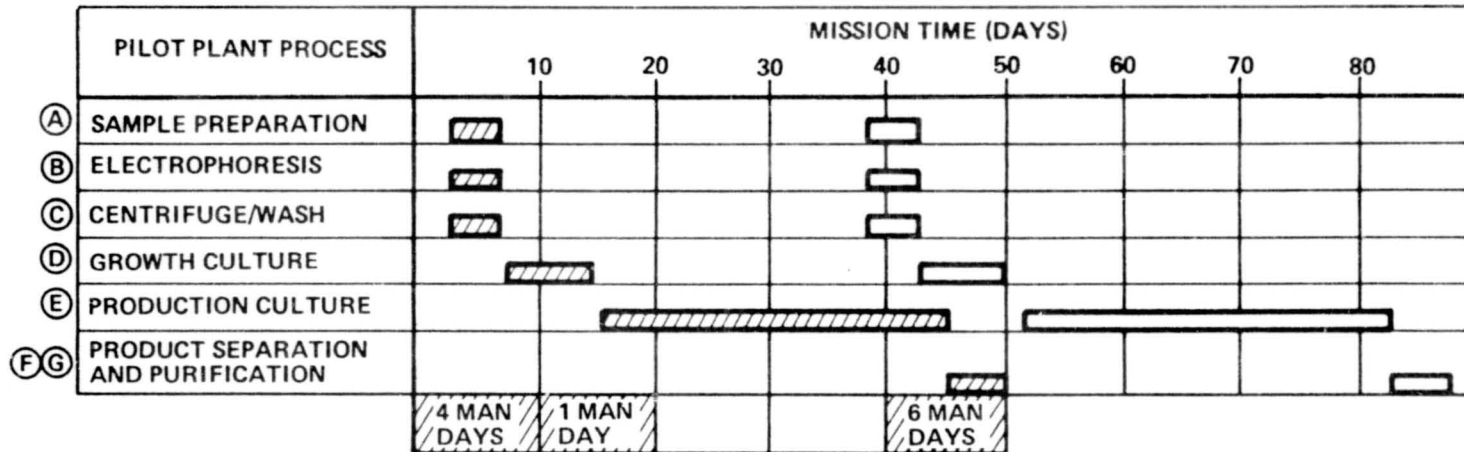 PILOT PLANT PROCESS
MISSION TIME (DAYS)
10 20 30 40 50 60 70 80
A SAMPLE PREPARATION
B ELECTROPHORESIS
C CENTRIFUGE/WASH
D GROWTH CULTURE
E PRODUCTION CULTURE
F G PRODUCT SEPARATION
AND PURIFICATION
4 MAN
DAYS
1 MAN
DAY
6 MAN
DAYS